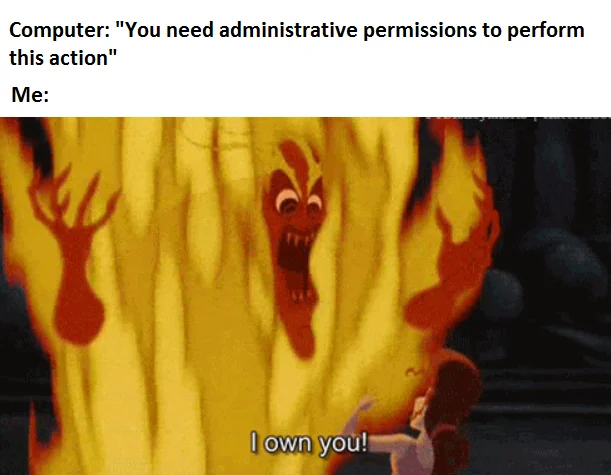 Computer: "You need administrative permissions to perform
this action"
Me:
I own you!